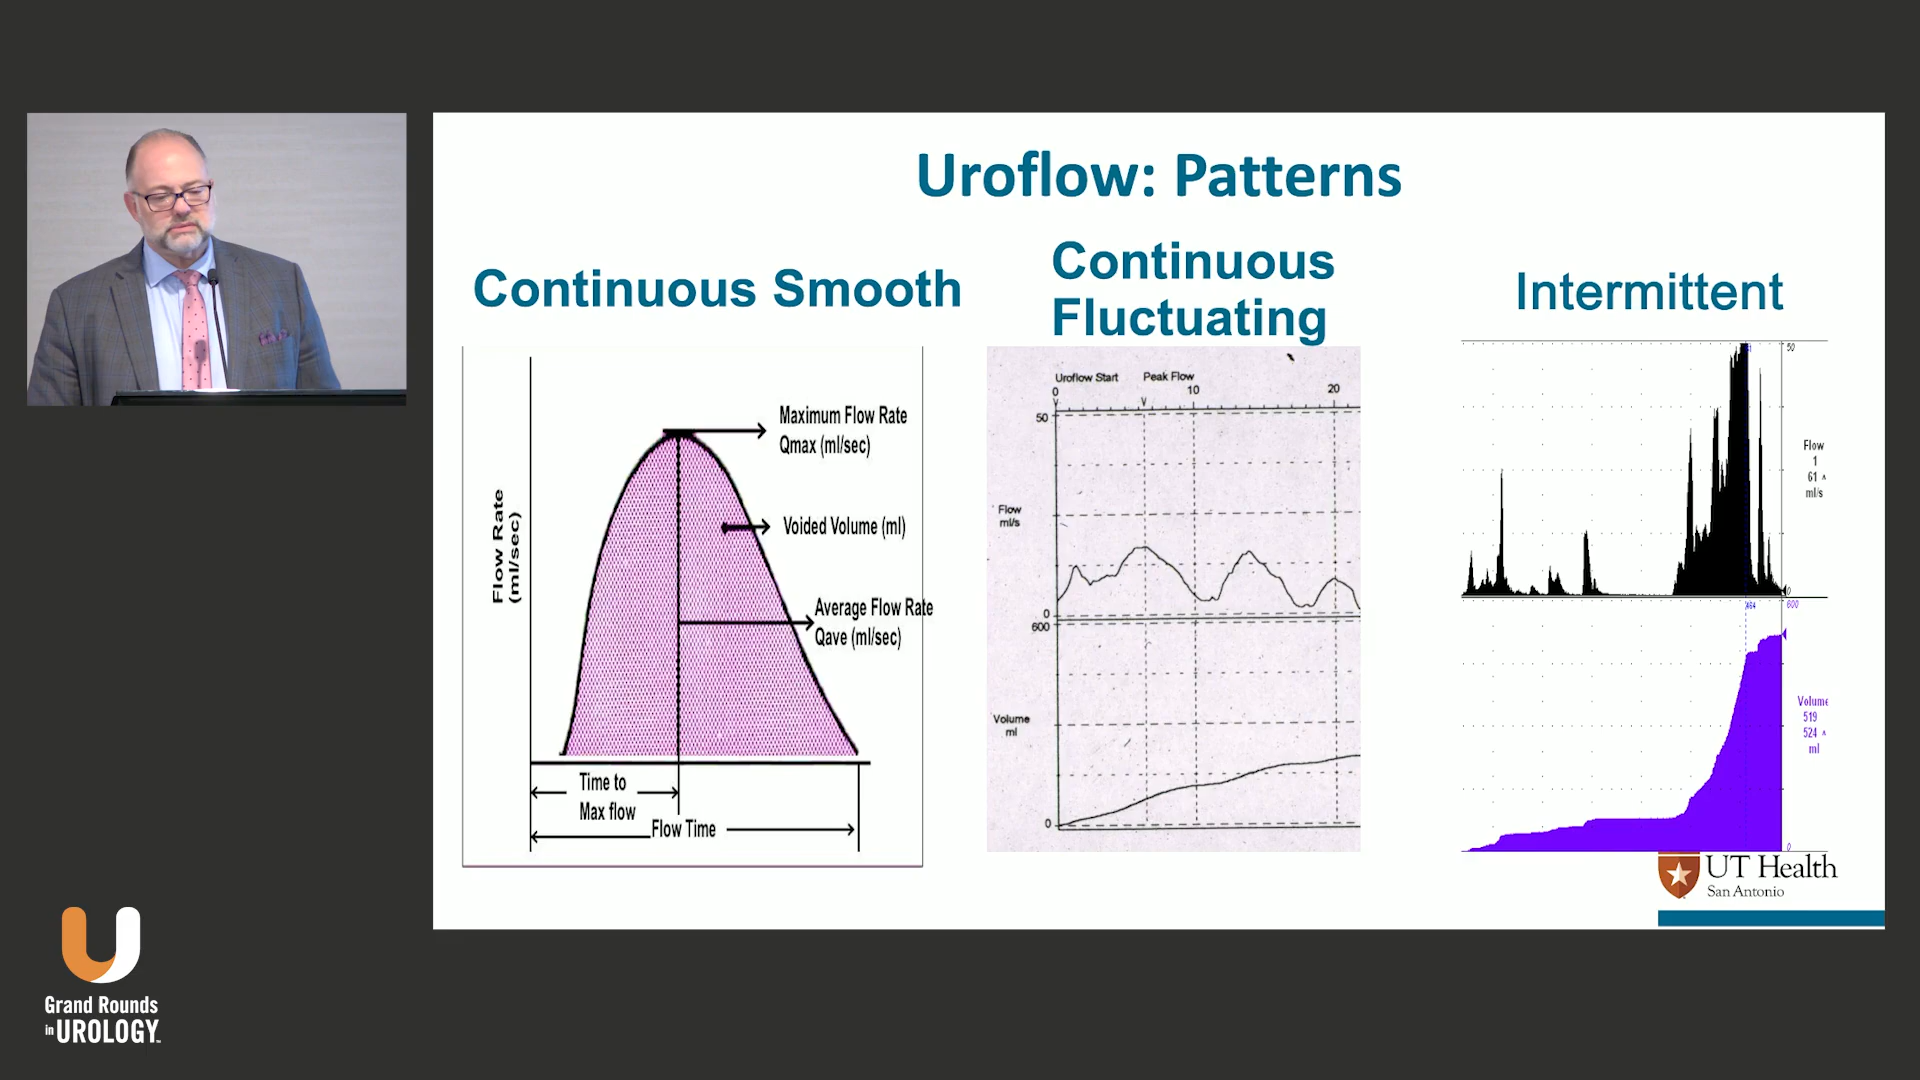 Uroflow: Patterns
Continuous Smooth
Continuous
Fluctuating
Intermittent
Maximum Flow Rate
Qmax (ml/sec)
Voided Volume (ml)
Average Flow Rate
Qave (ml/sec)
Flow Rate
(ml/sec)
Time to
Max flow
Flow Time
Uroflow Start Peak Flow
0 10 20
50
Flow
ml/s
0
600
Volume
ml
0
50
Flow
1
61 ^
ml/s
0
464 600
Volume
519
524 ^
ml
0
UT Health
San Antonio
Grand Rounds
in UROLOGY